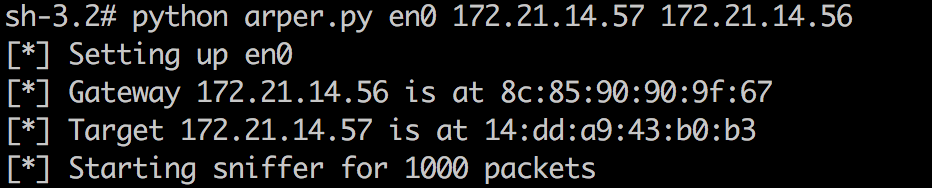 sh-3.2# python arper.py en0 172.21.14.57 172.21.14.56
[*] Setting up en0
[*] Gateway 172.21.14.56 is at 8c:85:90:90:9f:67
[*] Target 172.21.14.57 is at 14:dd:a9:43:b0:b3
[*] Starting sniffer for 1000 packets